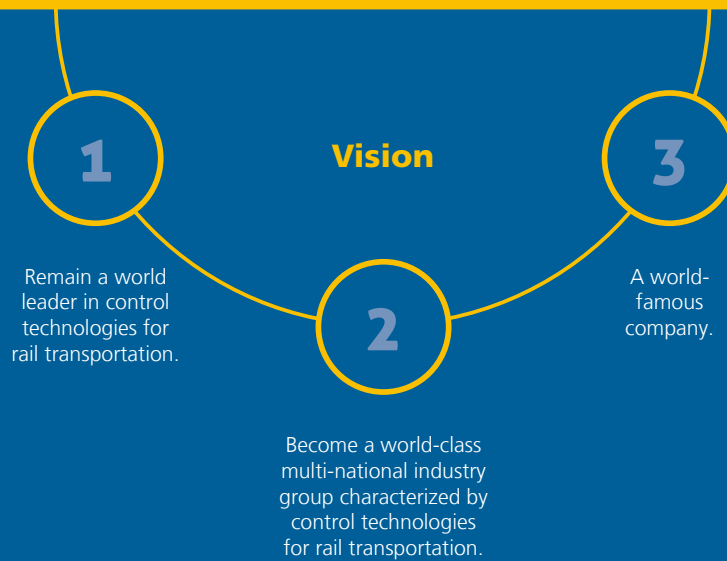 Vision
1
Remain a world
leader in control
technologies for
rail transportation.
2
Become a world-class
multi-national industry
group characterized by
control technologies
for rail transportation.
3
A world-
famous
company.